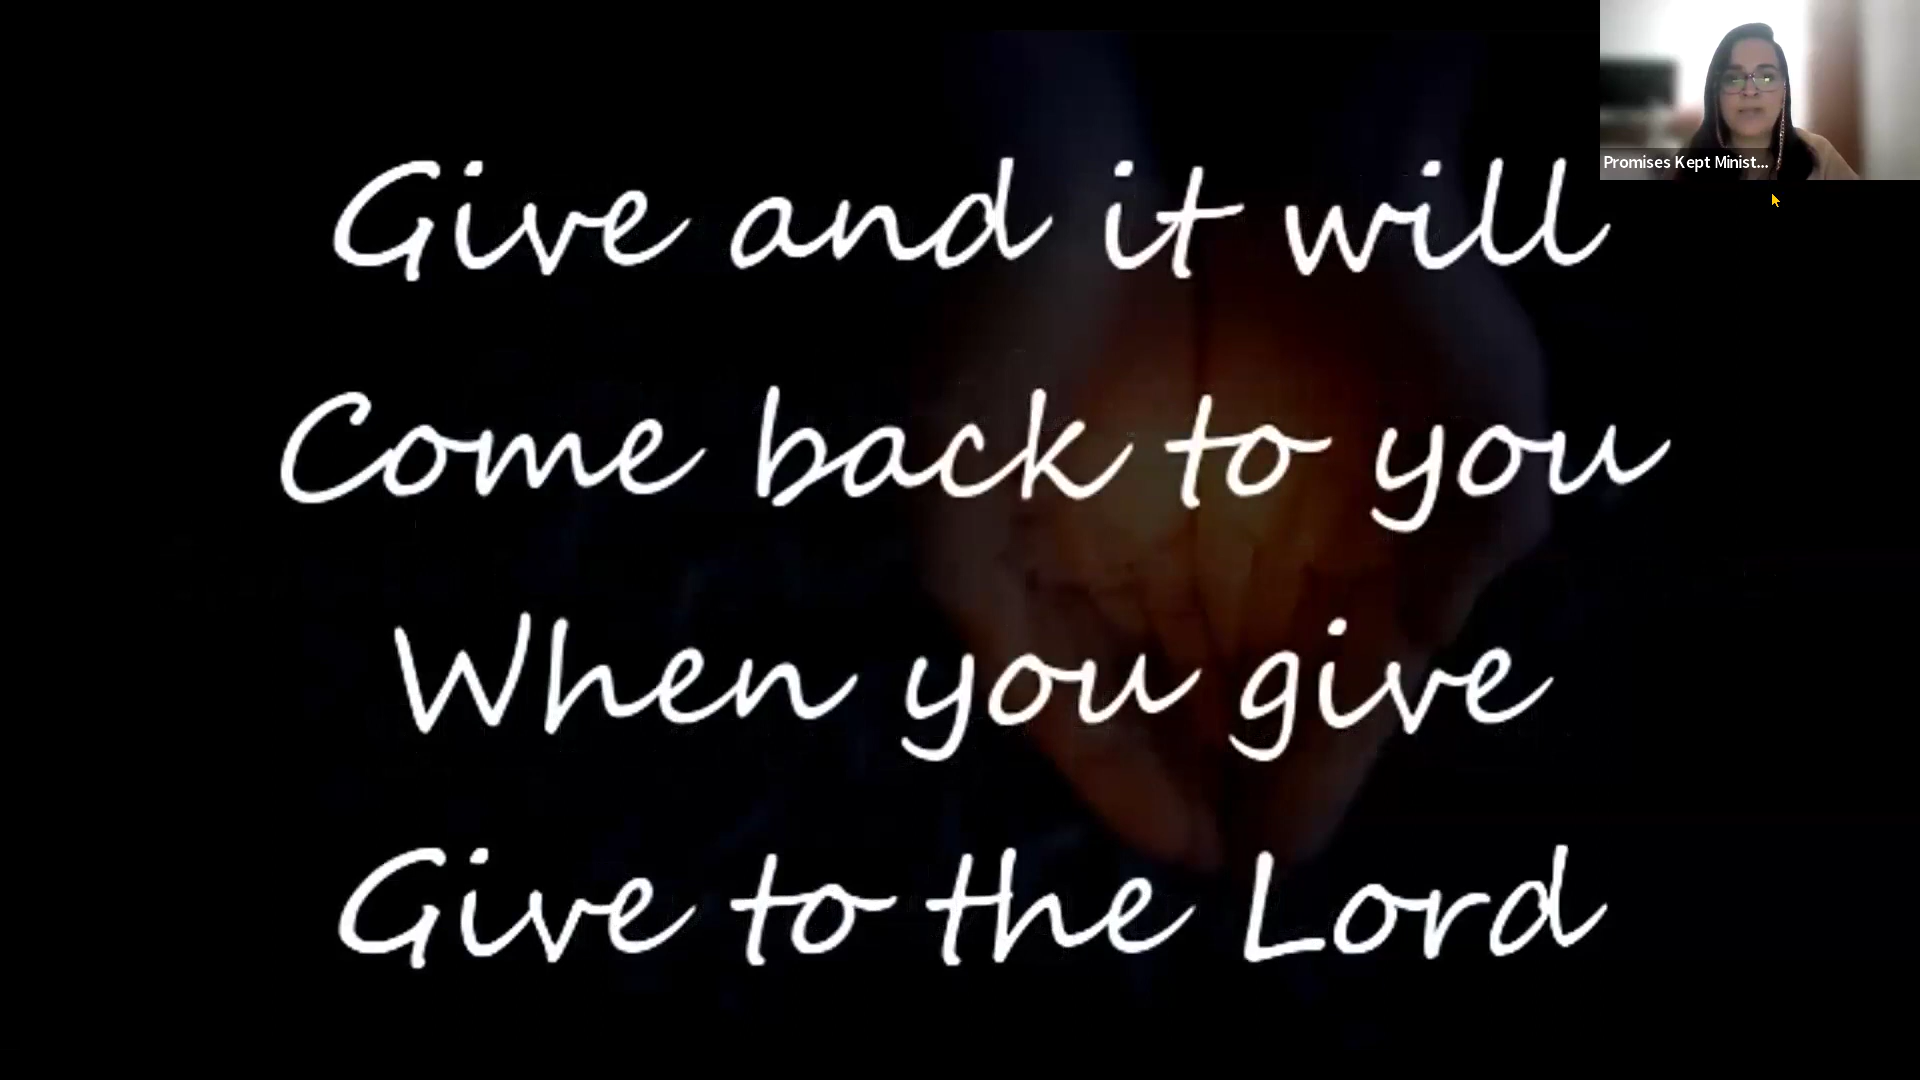 Give and it will
Come back to you
When you give
Give to the Lord
Promises Kept Minist...